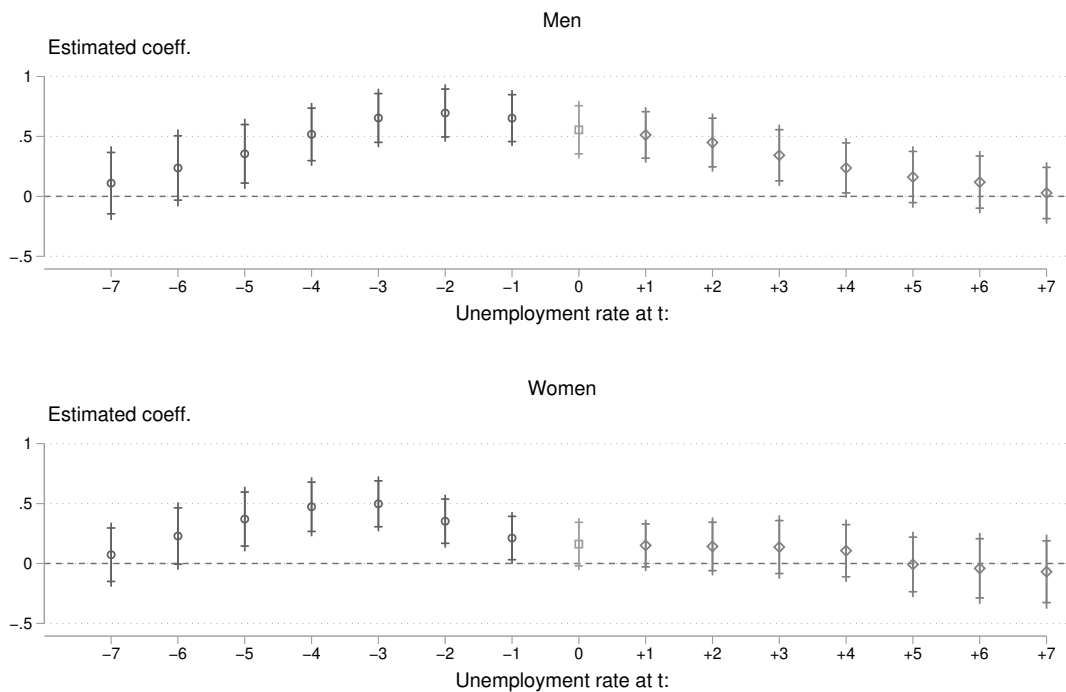 Men
Estimated coeff.
1
.5
0
−.5
−7 −6 −5 −4 −3 −2 −1 0 +1 +2 +3 +4 +5 +6 +7
Unemployment rate at t:
Women
Estimated coeff.
1
.5
0
−.5
−7 −6 −5 −4 −3 −2 −1 0 +1 +2 +3 +4 +5 +6 +7
Unemployment rate at t: